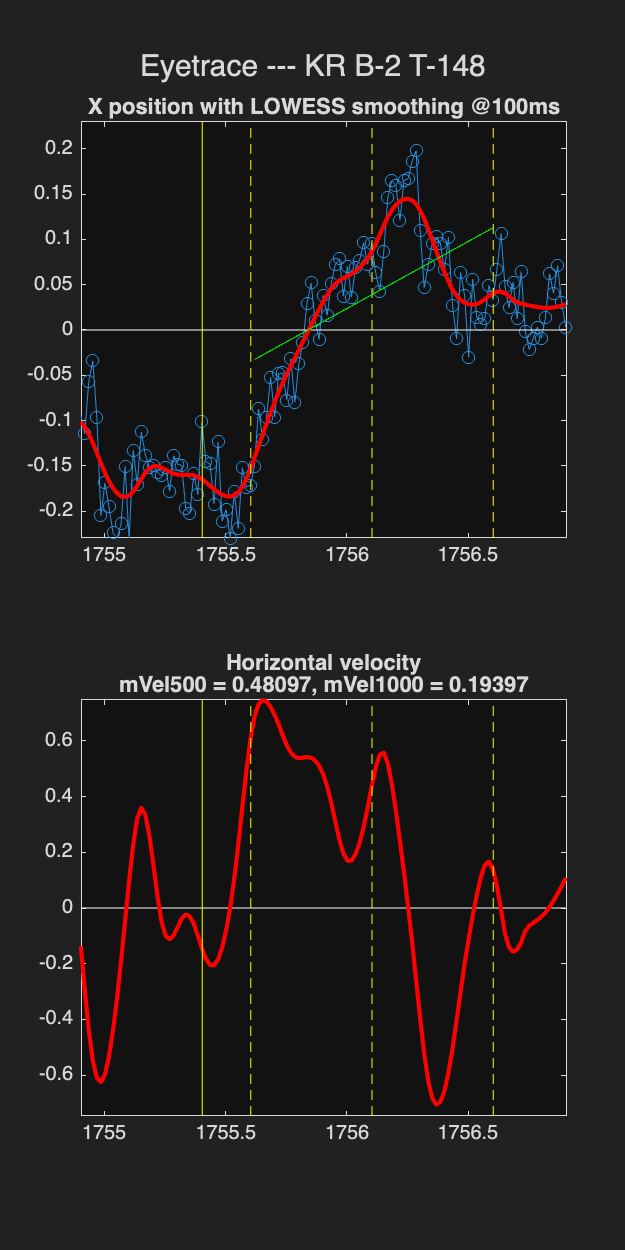 Eyetrace --- KR B-2 T-148
X position with LOWESS smoothing @100ms
0.2
0.15
0.1
0.05
0
-0.05
-0.1
-0.15
-0.2
1755 1755.5 1756 1756.5
Horizontal velocity
mVel500 = 0.48097, mVel1000 = 0.19397
0.6
0.4
0.2
0
-0.2
-0.4
-0.6
1755 1755.5 1756 1756.5